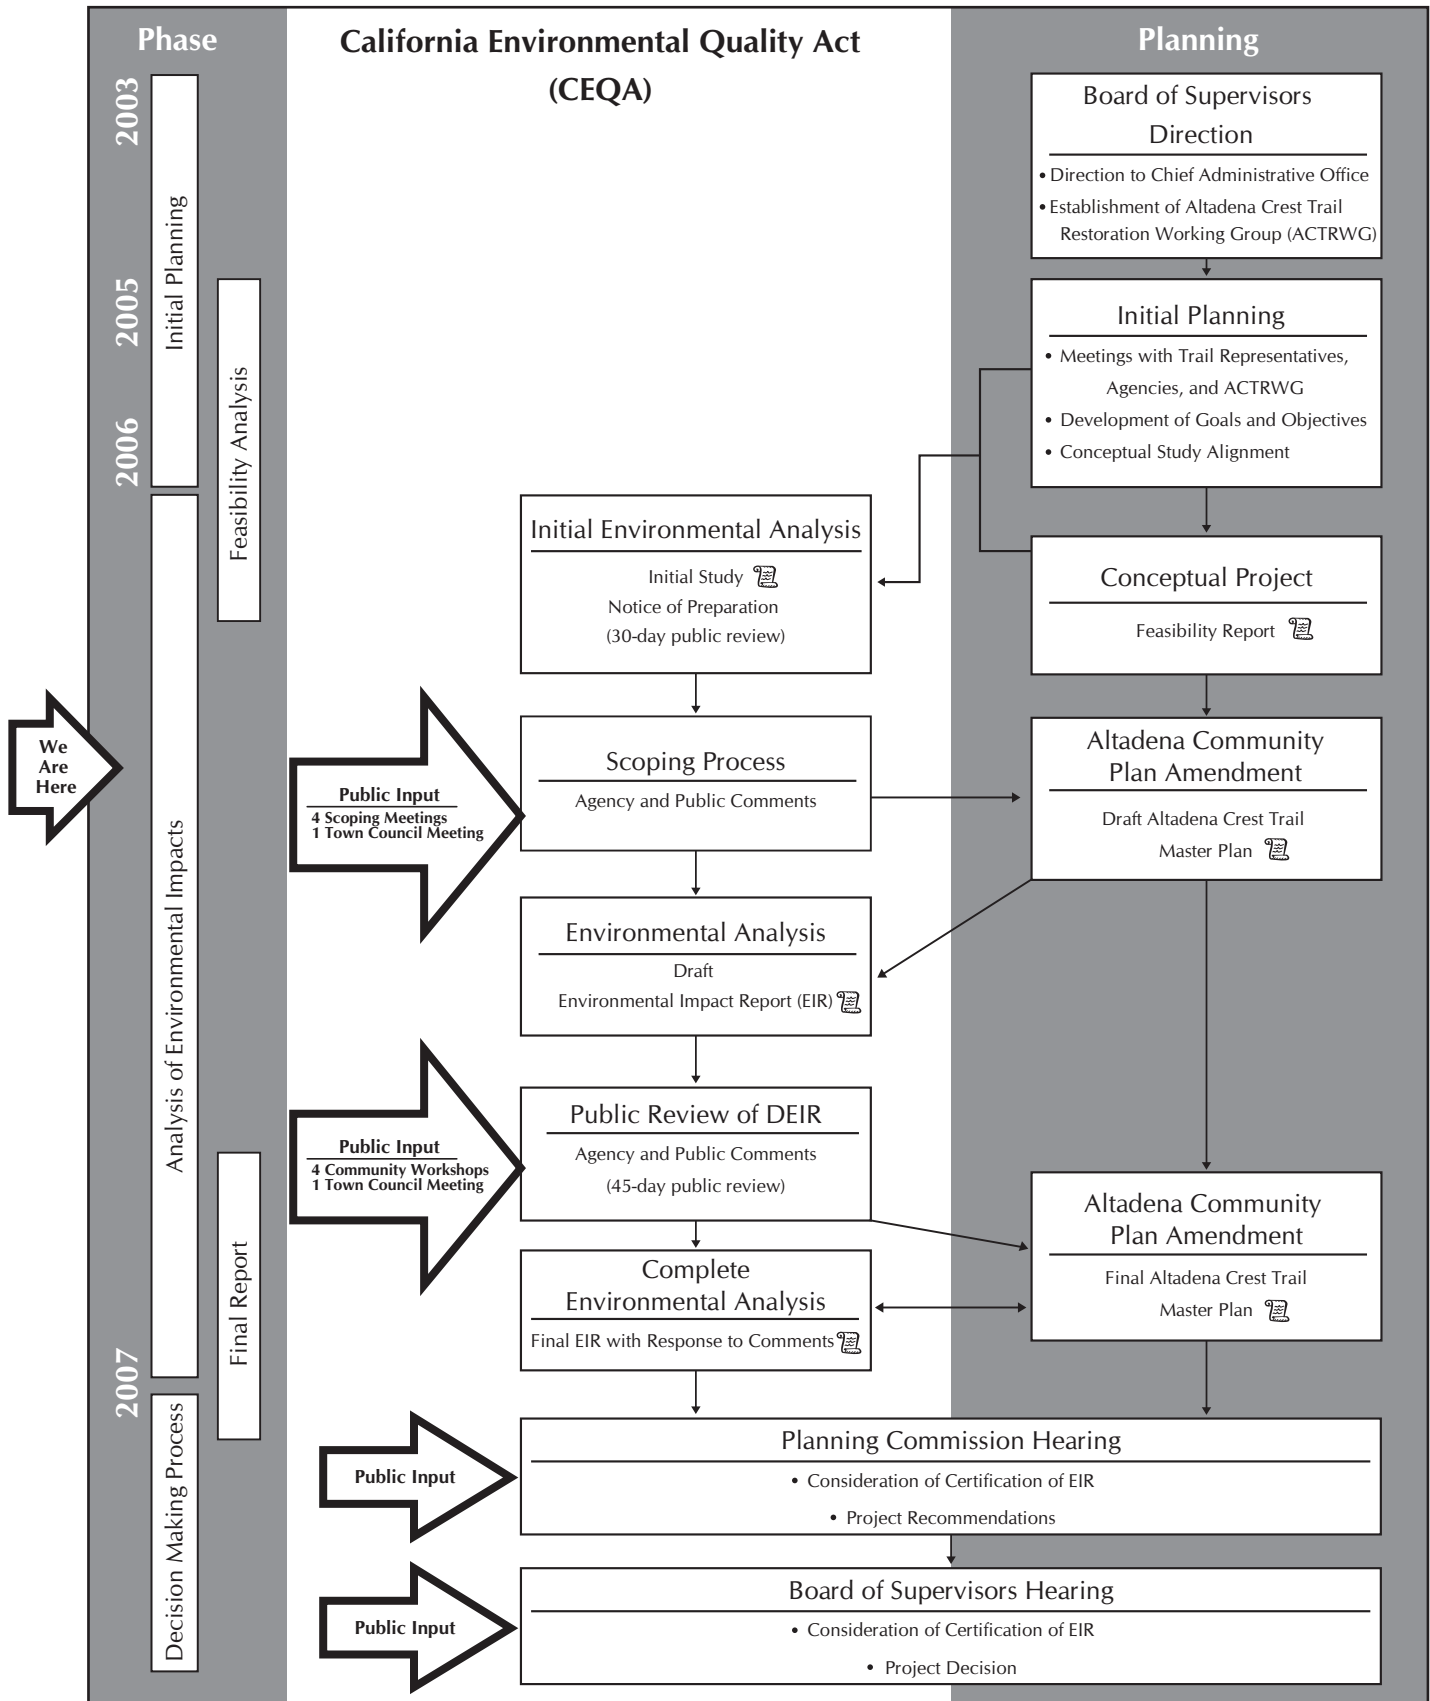 Phase
2003
2005
2006
2007
Initial Planning
Feasibility Analysis
Analysis of Environmental Impacts
Final Report
Decision Making Process
We
Are
Here
California Environmental Quality Act
(CEQA)
Planning
Board of Supervisors
Direction
• Direction to Chief Administrative Office
• Establishment of Altadena Crest Trail
Restoration Working Group (ACTRWG)
Initial Planning
• Meetings with Trail Representatives,
Agencies, and ACTRWG
• Development of Goals and Objectives
• Conceptual Study Alignment
Initial Environmental Analysis
Initial Study
Notice of Preparation
(30-day public review)
Conceptual Project
Feasibility Report
Public Input
4 Scoping Meetings
1 Town Council Meeting
Scoping Process
Agency and Public Comments
Altadena Community
Plan Amendment
Draft Altadena Crest Trail
Master Plan
Environmental Analysis
Draft
Environmental Impact Report (EIR)
Public Input
4 Community Workshops
1 Town Council Meeting
Public Review of DEIR
Agency and Public Comments
(45-day public review)
Altadena Community
Plan Amendment
Final Altadena Crest Trail
Master Plan
Complete
Environmental Analysis
Final EIR with Response to Comments
Public Input
Planning Commission Hearing
• Consideration of Certification of EIR
• Project Recommendations
Public Input
Board of Supervisors Hearing
• Consideration of Certification of EIR
• Project Decision